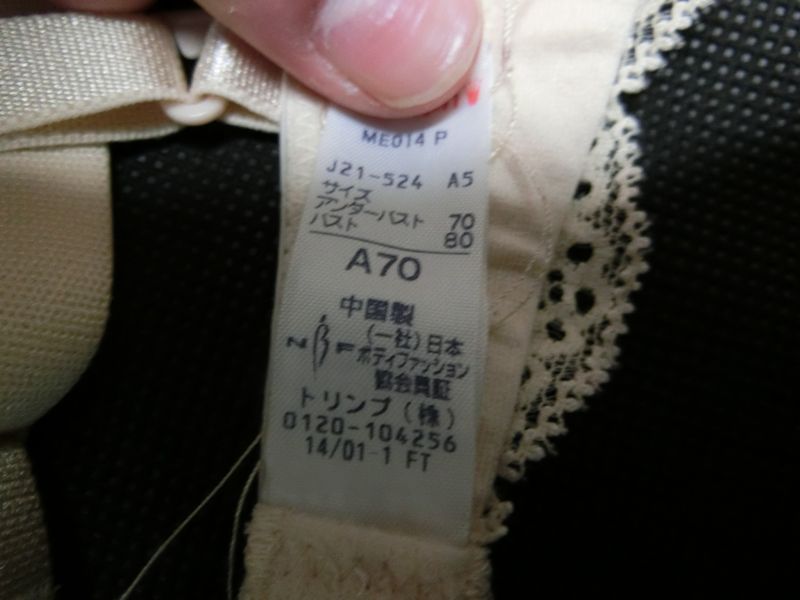 ME014 P
J21-524 A5
サイズ
アンダーバスト 70
バスト 80
A70
中国製
(一社)日本
ボディファッション
協会員証
トリンプ(株)
0120-104256
14/01-1 FT